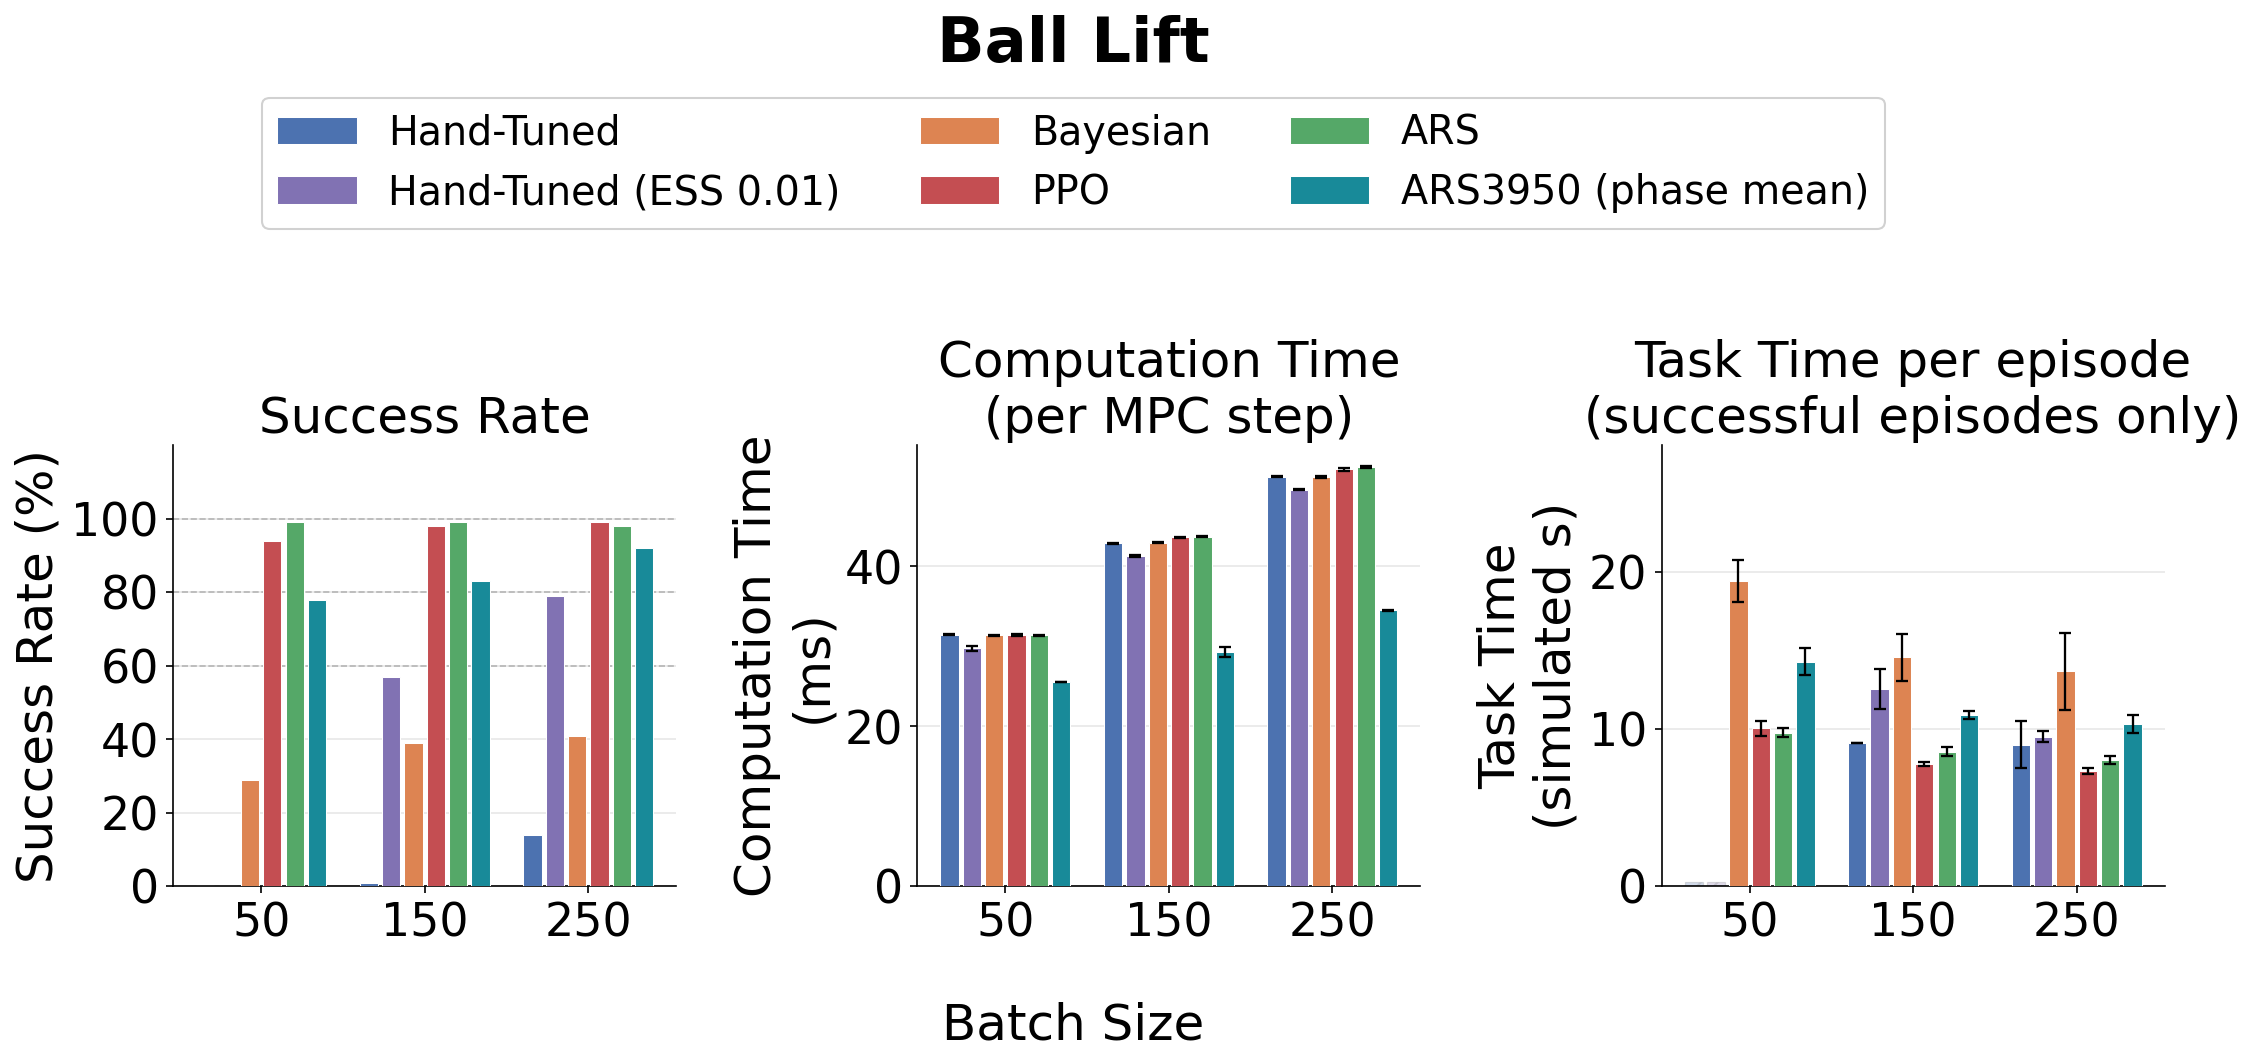 Ball Lift
Hand-Tuned
Hand-Tuned (ESS 0.01)
Bayesian
PPO
ARS
ARS3950 (phase mean)
Success Rate
Success Rate (%)
100
80
60
40
20
0
50 150 250
Computation Time
(per MPC step)
Computation Time
(ms)
40
20
0
50 150 250
Task Time per episode
(successful episodes only)
Task Time
(simulated s)
20
10
0
50 150 250
Batch Size